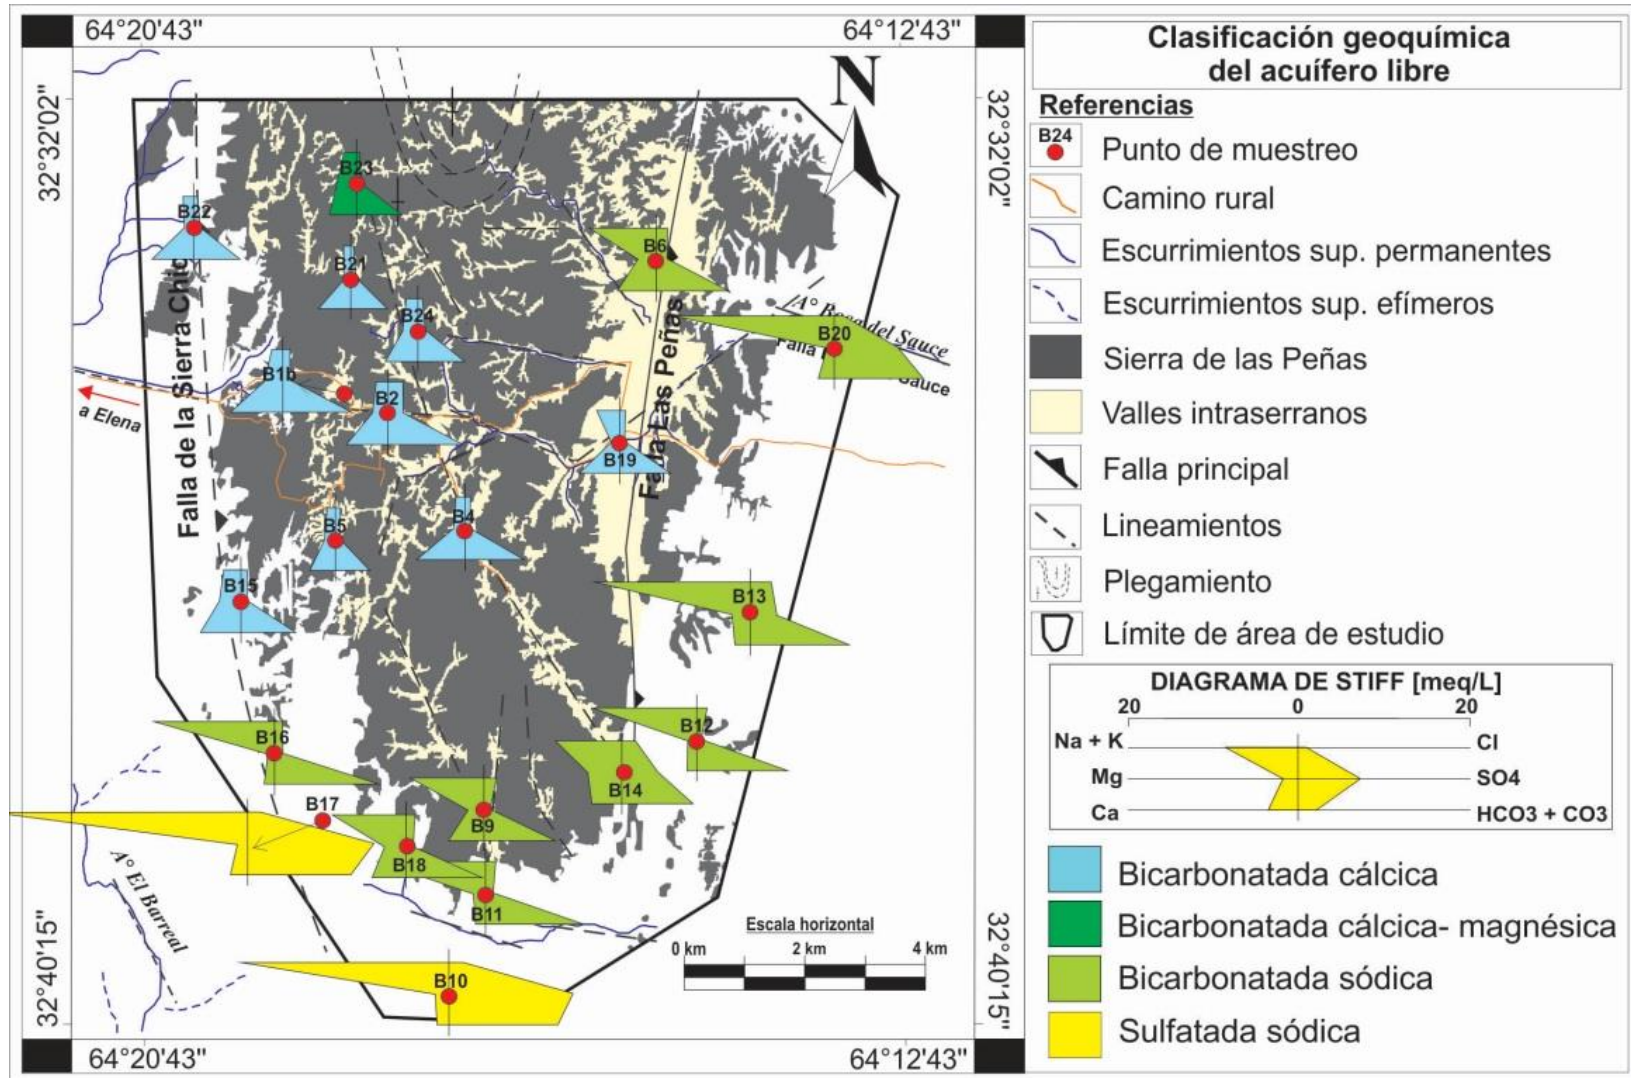 64°20'43"
64°12'43"
32°32'02"
32°32'02"
N
B23
B22
B21
B24
B1b
B2
B6
A° Boca del Sauce
B20
Falla
Sauce
a Elena
Falla de la Sierra Chic
Falla Las Peñas
B19
B5
B4
B15
B13
B16
B12
B14
B17
B9
B18
B11
B10
A° El Barreal
Escala horizontal
0 km
2 km
4 km
32°40'15"
32°40'15"
64°20'43"
64°12'43"
Clasificación geoquímica
del acuífero libre
Referencias
B24
Punto de muestreo
Camino rural
Escurrimientos sup. permanentes
Escurrimientos sup. efímeros
Sierra de las Peñas
Valles intraserranos
Falla principal
Lineamientos
Plegamiento
Límite de área de estudio
DIAGRAMA DE STIFF [meq/L]
20
0
20
Na + K
Cl
Mg
SO4
Ca
HCO3 + CO3
Bicarbonatada cálcica
Bicarbonatada cálcica- magnésica
Bicarbonatada sódica
Sulfatada sódica